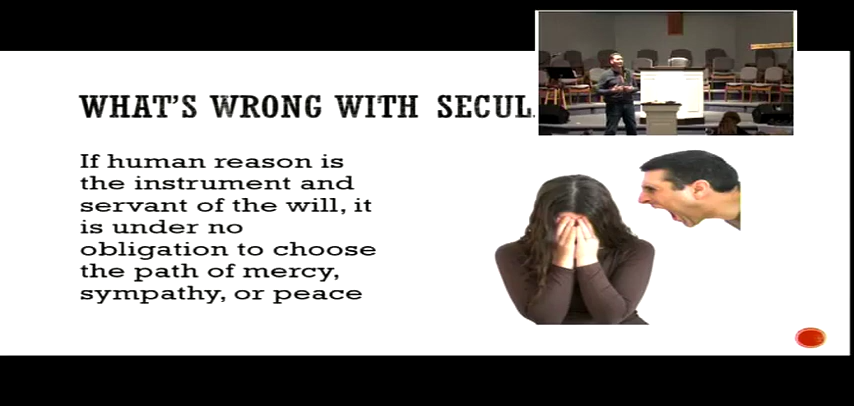 WHAT'S WRONG WITH SECUL
If human reason is
the instrument and
servant of the will, it
is under no
obligation to choose
the path of mercy,
sympathy, or peace